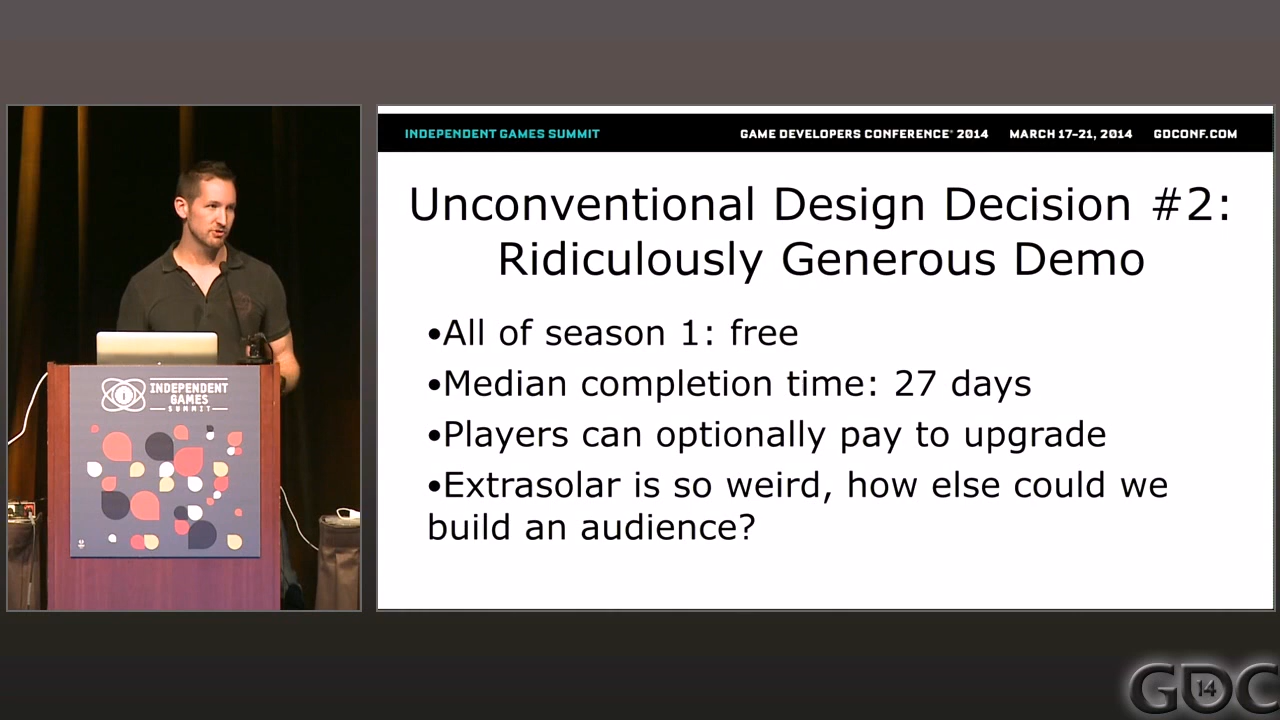 INDEPENDENT GAMES SUMMIT GAME DEVELOPERS CONFERENCE® 2014 MARCH 17–21, 2014 GDCONF.COM
Unconventional Design Decision #2:
Ridiculously Generous Demo
•All of season 1: free
•Median completion time: 27 days
•Players can optionally pay to upgrade
•Extrasolar is so weird, how else could we
build an audience?
INDEPENDENT
GAMES
SUMMIT
GDC
14